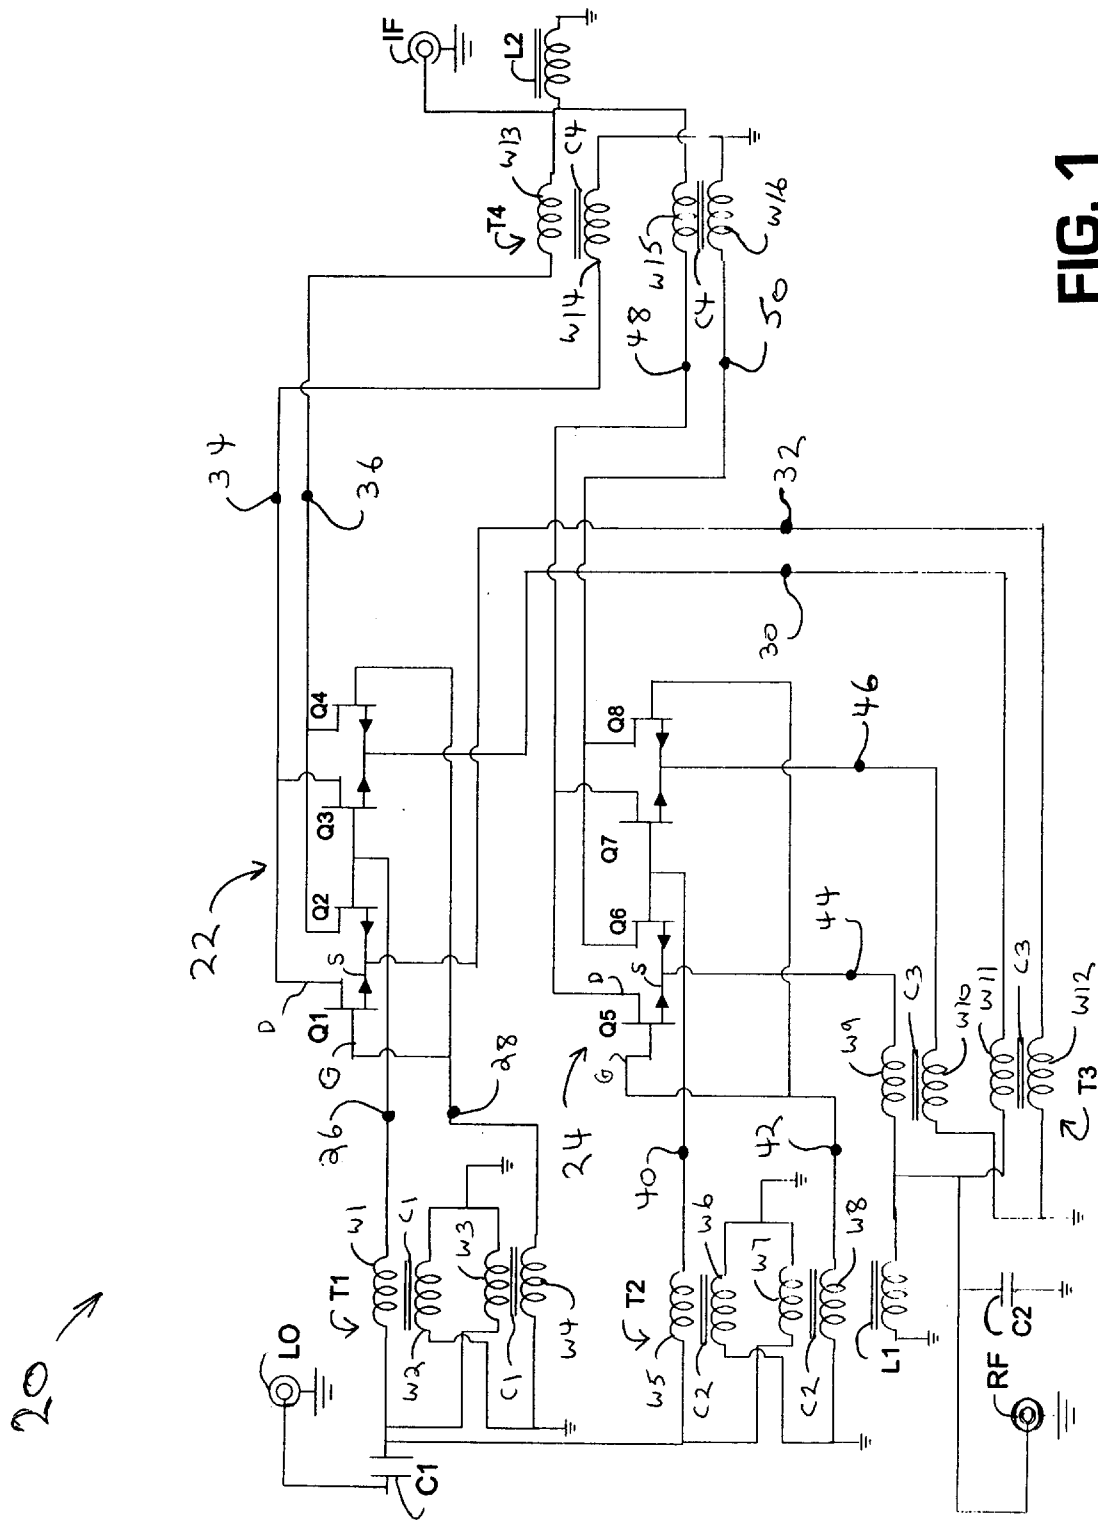 20
LO
C1
T1
W1
C1
W2
W3
C1
W4
26
28
22
D
G
S
Q1
Q2
Q3
Q4
34
36
T4
W13
C4
W14
IF
L2
W15
C4
W16
48
50
32
30
24
G
D
S
Q5
Q6
Q7
Q8
40
42
44
46
T2
W5
C2
W6
W7
C2
W8
L1
W9
C3
W10
W11
C3
W12
T3
RF
C2
FIG. 1